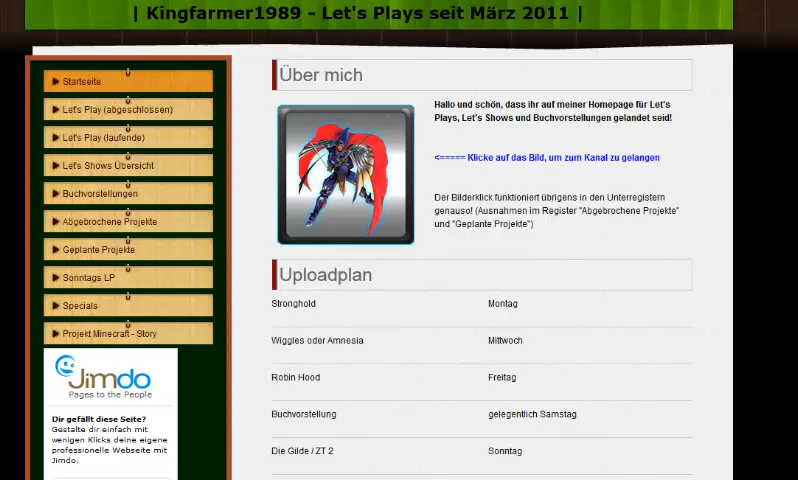 | Kingfarmer1989 - Let's Plays seit März 2011 |
Startseite
Let's Play (abgeschlossen)
Let's Play (laufende)
Let's Shows Übersicht
Buchvorstellungen
Abgebrochene Projekte
Geplante Projekte
Sonntags LP
Specials
Projekt Minecraft - Story
Jimdo
Pages to the People
Dir gefällt diese Seite?
Gestalte dir einfach mit
wenigen Klicks deine eigene
professionelle Webseite mit
Jimdo.
Über mich
Hallo und schön, dass ihr auf meiner Homepage für Let's
Plays, Let's Shows und Buchvorstellungen gelandet seid!
<===== Klicke auf das Bild, um zum Kanal zu gelangen
Der Bilderklick funktioniert übrigens in den Unterregistern
genauso! (Ausnahmen im Register "Abgebrochene Projekte"
und "Geplante Projekte")
Uploadplan
Stronghold Montag
Wiggles oder Amnesia Mittwoch
Robin Hood Freitag
Buchvorstellung gelegentlich Samstag
Die Gilde / ZT 2 Sonntag